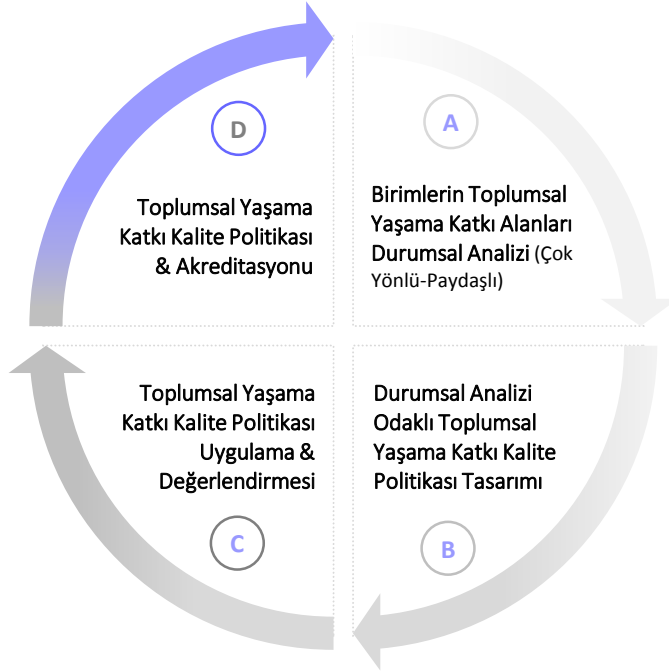 A
Birimlerin Toplumsal
Yaşama Katkı Alanları
Durumsal Analizi (Çok
Yönlü-Paydaşlı)
Durumsal Analizi
Odaklı Toplumsal
Yaşama Katkı Kalite
Politikası Tasarımı
B
Toplumsal Yaşama
Katkı Kalite Politikası
Uygulama &
Değerlendirmesi
C
D
Toplumsal Yaşama
Katkı Kalite Politikası
& Akreditasyonu